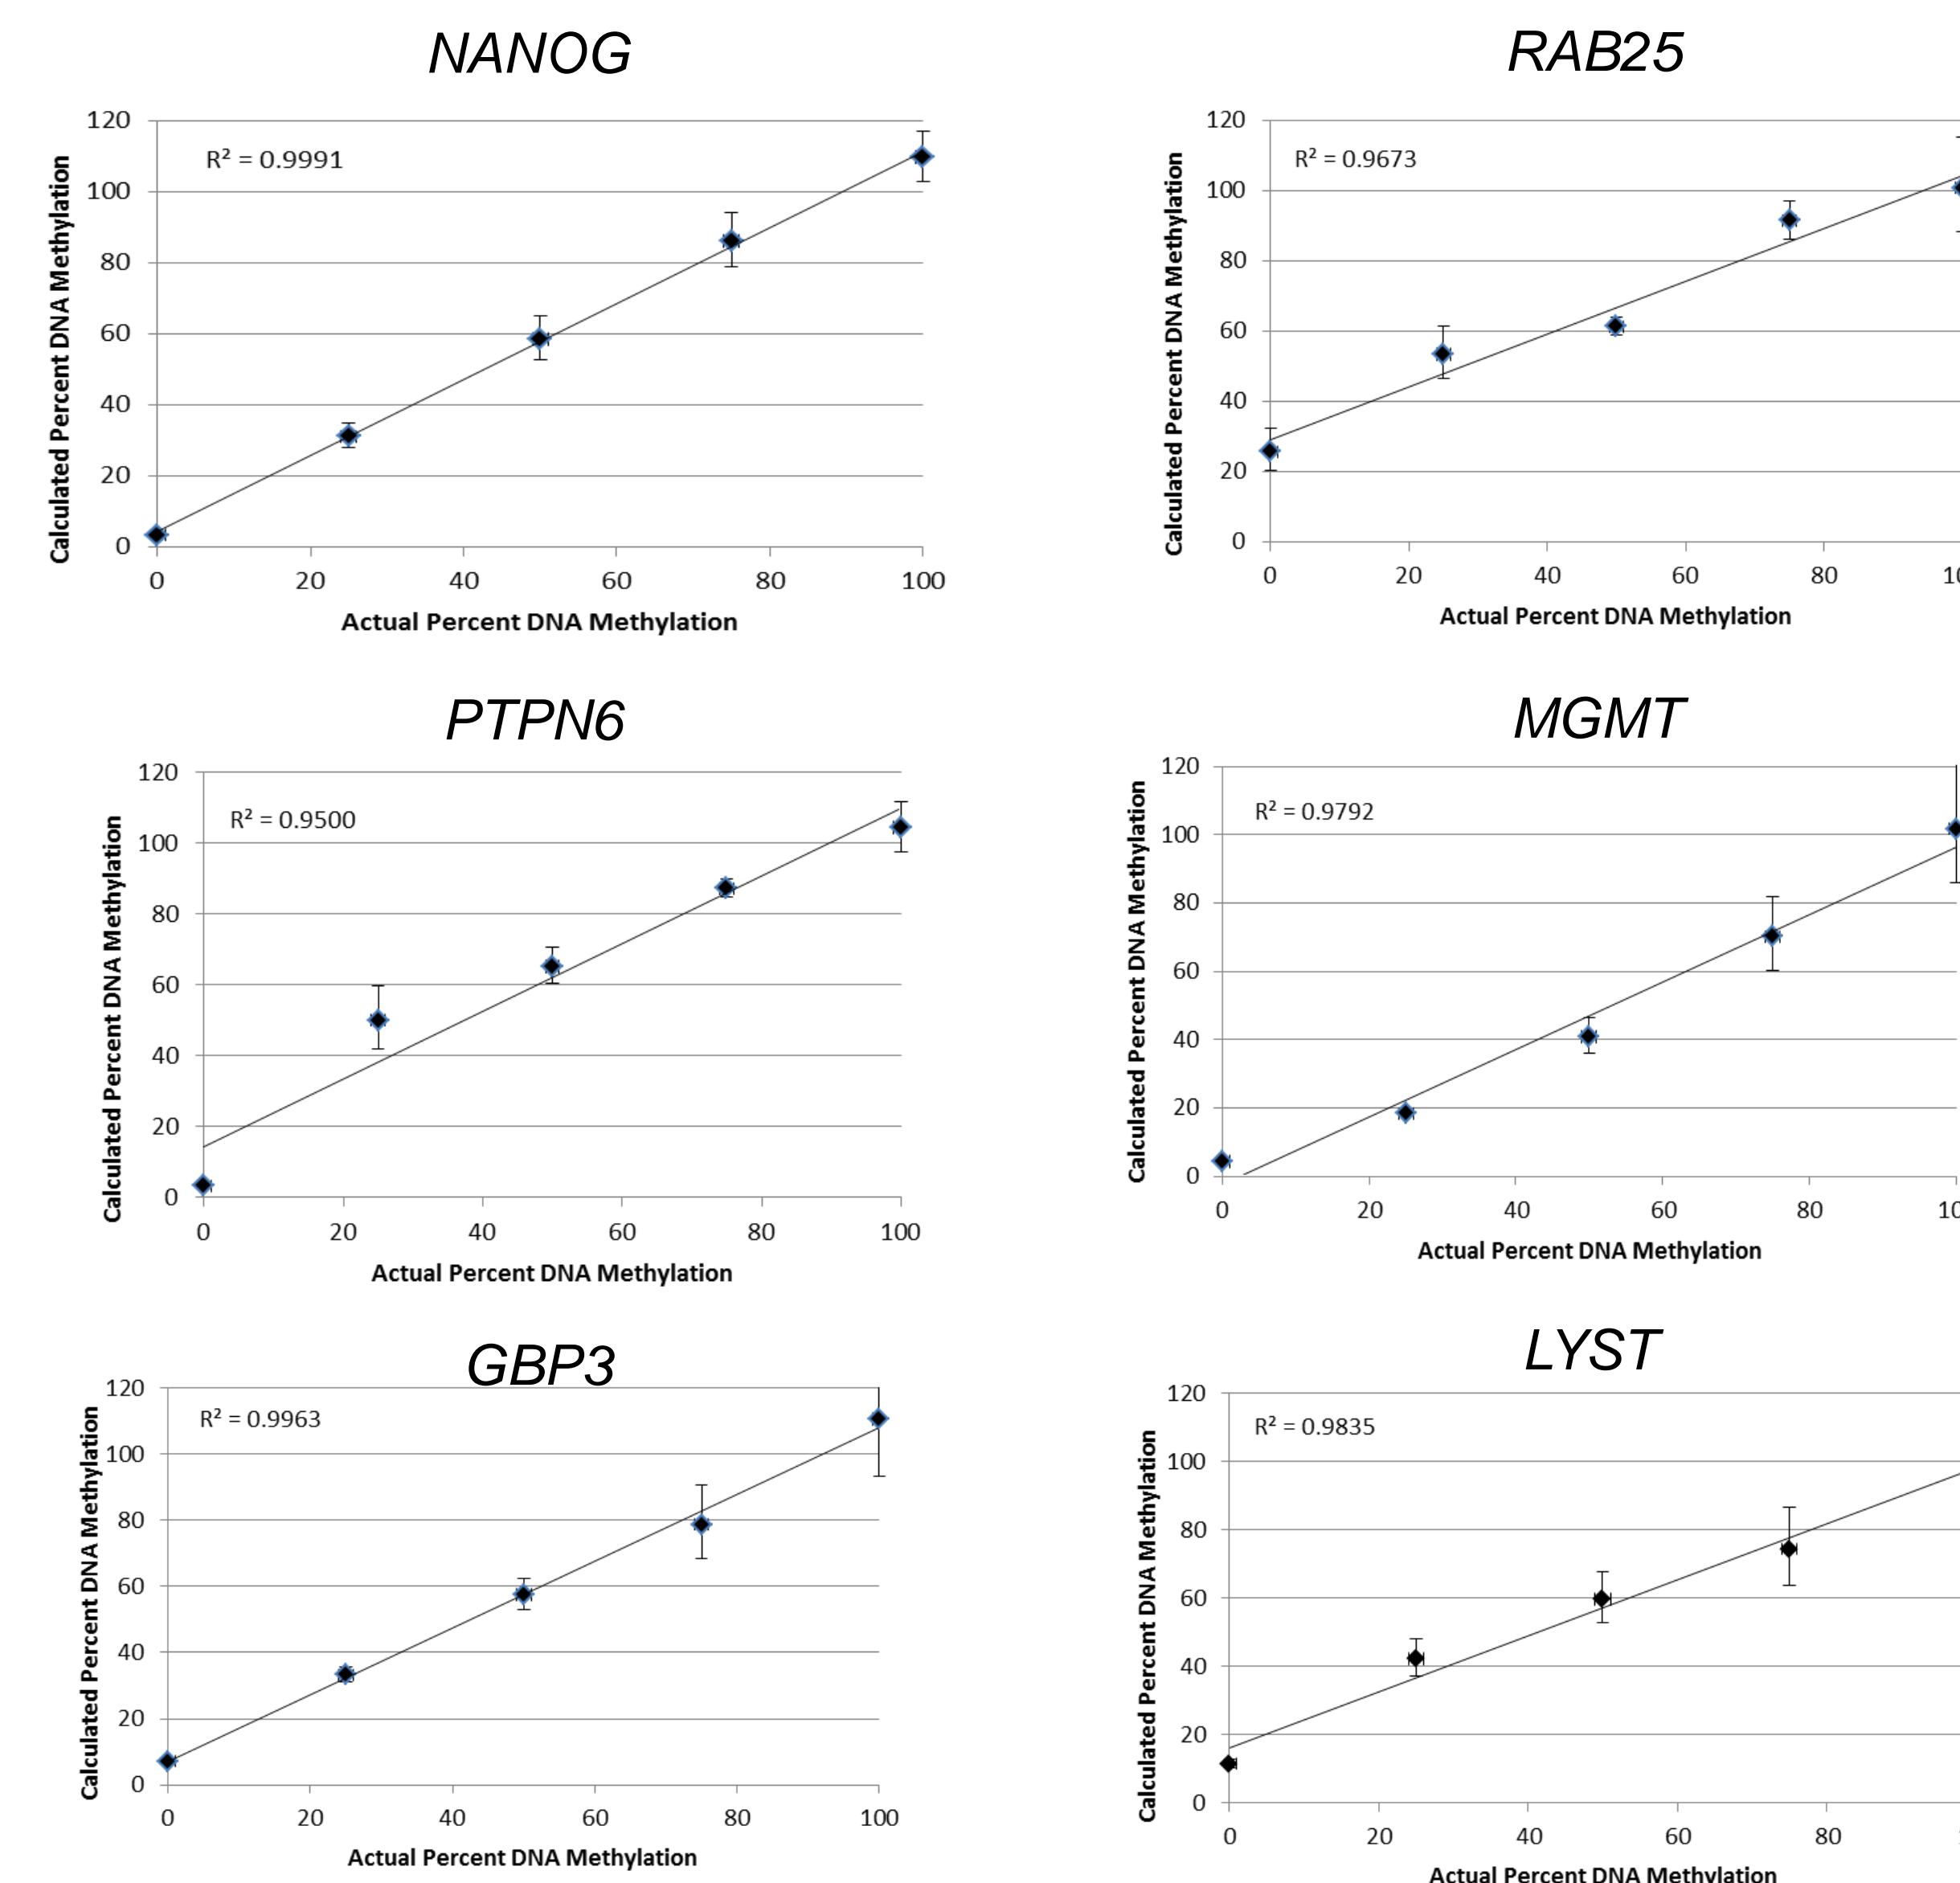 NANOG
R² = 0.9991
120
100
80
60
40
20
0
0 20 40 60 80 100
Calculated Percent DNA Methylation
Actual Percent DNA Methylation
RAB25
R² = 0.9673
120
100
80
60
40
20
0
0 20 40 60 80
Calculated Percent DNA Methylation
Actual Percent DNA Methylation
PTPN6
R² = 0.9500
120
100
80
60
40
20
0
0 20 40 60 80 100
Calculated Percent DNA Methylation
Actual Percent DNA Methylation
MGMT
R² = 0.9792
120
100
80
60
40
20
0
0 20 40 60 80
Calculated Percent DNA Methylation
Actual Percent DNA Methylation
GBP3
R² = 0.9963
120
100
80
60
40
20
0
0 20 40 60 80 100
Calculated Percent DNA Methylation
Actual Percent DNA Methylation
LYST
R² = 0.9835
120
100
80
60
40
20
0
0 20 40 60 80
Calculated Percent DNA Methylation
Actual Percent DNA Methylation